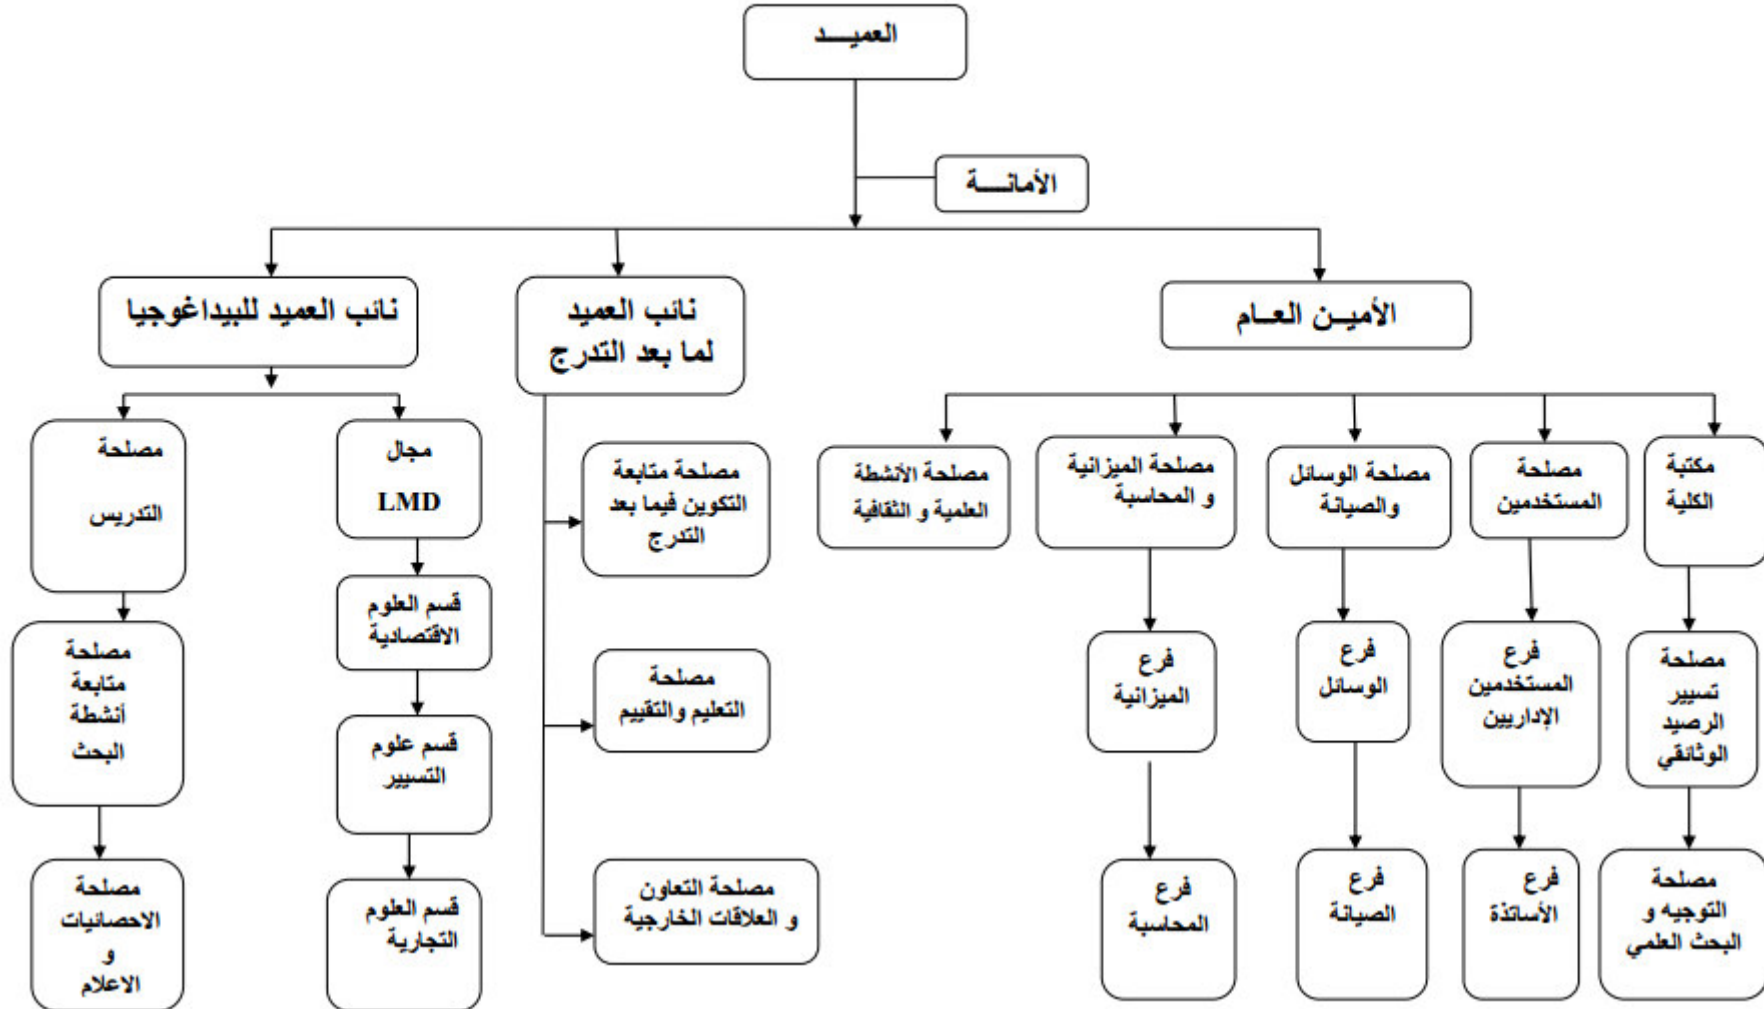 العميـــد
الأمانـــة
الأميـن العـام
نائب العميد
لما بعد التدرج
نائب العميد للبيداغوجيا
مكتبة
الكلية
مصلحة
المستخدمين
مصلحة الوسائل
والصيانة
مصلحة الميزانية
و المحاسبة
مصلحة الأنشطة
العلمية و الثقافية
مصلحة متابعة
التكوين فيما بعد
التدرج
مجال
LMD
مصلحة
التدريس
مصلحة
تسيير
الرصيد
الوثائقي
فرع
المستخدمين
الإداريين
فرع
الوسائل
فرع
الميزانية
مصلحة
التعليم والتقييم
قسم العلوم
الاقتصادية
قسم علوم
التسيير
مصلحة
متابعة
أنشطة
البحث
مصلحة
التوجيه و
البحث العلمي
فرع
الأساتذة
فرع
الصيانة
فرع
المحاسبة
مصلحة التعاون
و العلاقات الخارجية
قسم العلوم
التجارية
مصلحة
الاحصائيات
و
الاعلام